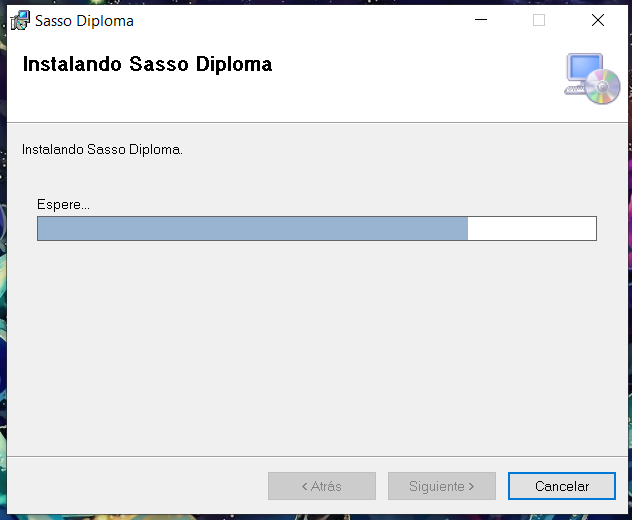 Sasso Diploma
Instalando Sasso Diploma
Instalando Sasso Diploma.
Espere...
< Atrás
Siguiente >
Cancelar